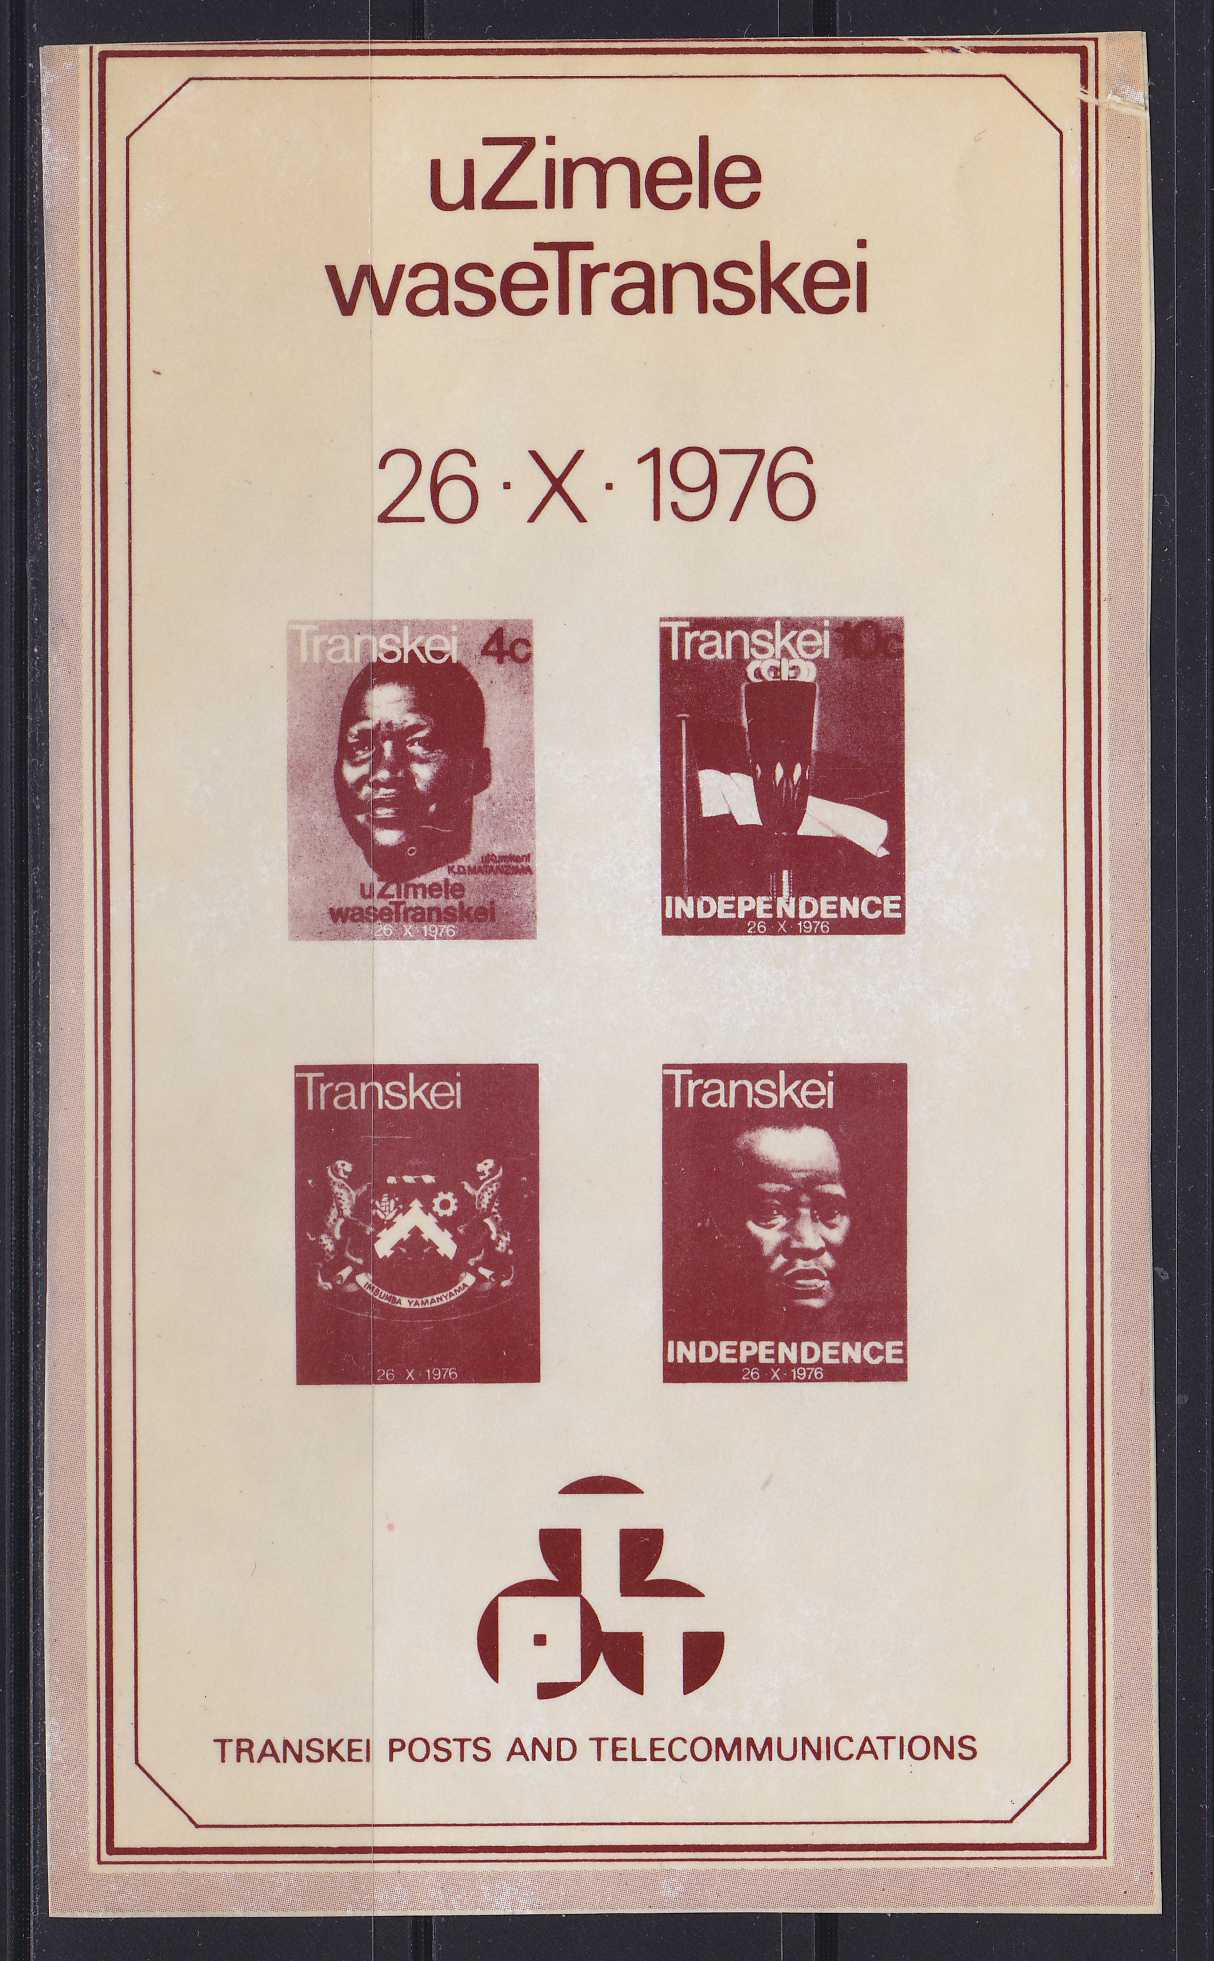 uZimele
waseTranskei
26·X·1976
Transkei 4c
K.D.MATANZIMA
uZimele
waseTranskei
26 X·1976
Transkei 10c
INDEPENDENCE
26·X·1976
Transkei
IMBUMBA YAMANYAMA
26·X·1976
Transkei
INDEPENDENCE
26·X·1976
T
P T
TRANSKEI POSTS AND TELECOMMUNICATIONS